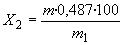 X₂ = m·0,487·100 / m₁